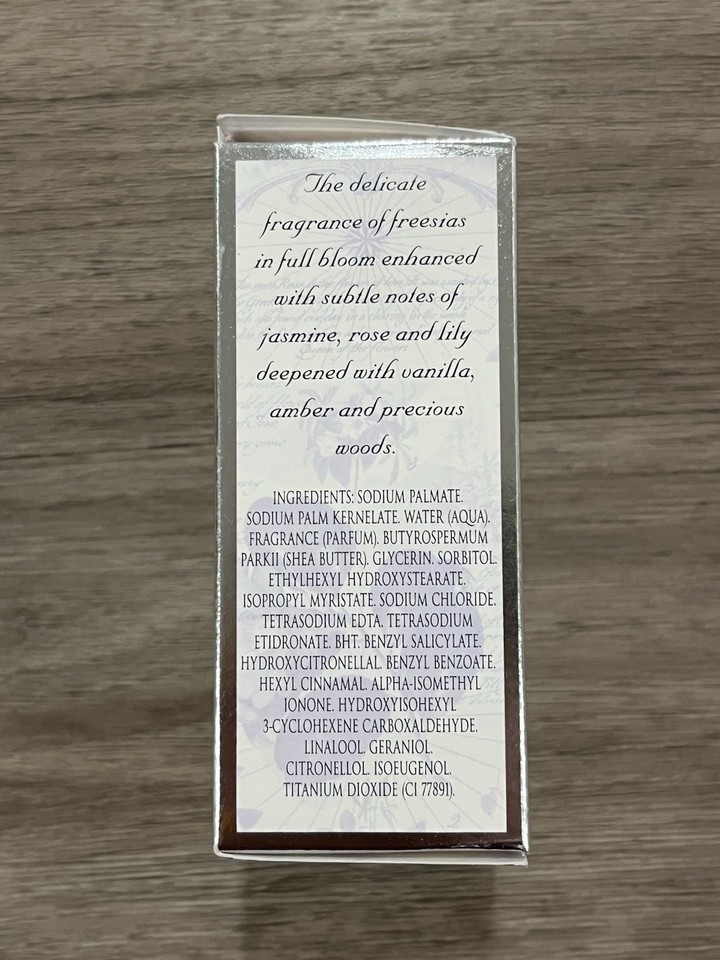 The delicate
fragrance of freesias
in full bloom enhanced
with subtle notes of
jasmine, rose and lily
deepened with vanilla,
amber and precious
woods.
INGREDIENTS: SODIUM PALMATE.
SODIUM PALM KERNELATE. WATER (AQUA).
FRAGRANCE (PARFUM). BUTYROSPERMUM
PARKII (SHEA BUTTER). GLYCERIN. SORBITOL.
ETHYLHEXYL HYDROXYSTEARATE.
ISOPROPYL MYRISTATE. SODIUM CHLORIDE.
TETRASODIUM EDTA. TETRASODIUM
ETIDRONATE. BHT. BENZYL SALICYLATE.
HYDROXYCITRONELLAL. BENZYL BENZOATE.
HEXYL CINNAMAL. ALPHA-ISOMETHYL
IONONE. HYDROXYISOHEXYL
3-CYCLOHEXENE CARBOXALDEHYDE.
LINALOOL. GERANIOL.
CITRONELLOL. ISOEUGENOL.
TITANIUM DIOXIDE (CI 77891).